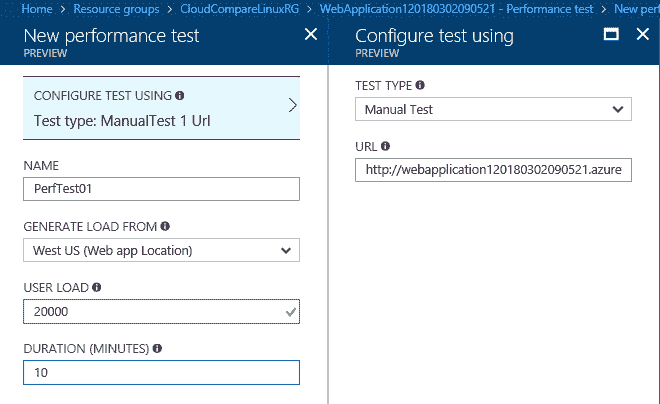 Home > Resource groups > CloudCompareLinuxRG > WebApplication120180302090521 - Performance test > New perf
New performance test
PREVIEW
CONFIGURE TEST USING
Test type: ManualTest 1 Url
NAME
PerfTest01
GENERATE LOAD FROM
West US (Web app Location)
USER LOAD
20000
DURATION (MINUTES)
10
Configure test using
PREVIEW
TEST TYPE
Manual Test
URL
http://webapplication120180302090521.azure